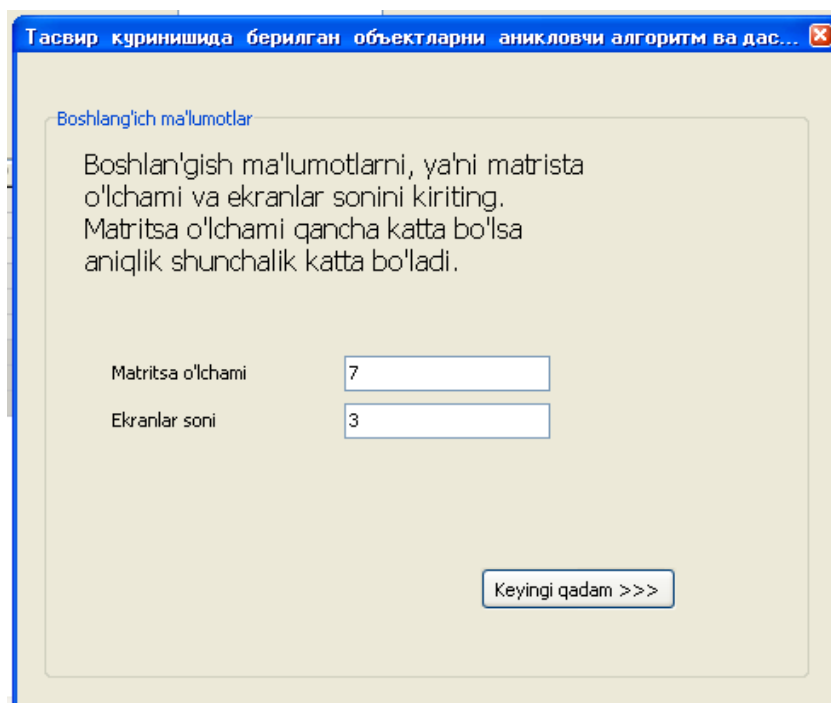 Тасвир куринишида берилган объектларни аникловчи алгоритм ва дас...
Boshlang'ich ma'lumotlar
Boshlan'gish ma'lumotlarni, ya'ni matrista
o'lchami va ekranlar sonini kiriting.
Matritsa o'lchami qancha katta bo'lsa
aniqlik shunchalik katta bo'ladi.
Matritsa o'lchami 7
Ekranlar soni 3
Keyingi qadam >>>